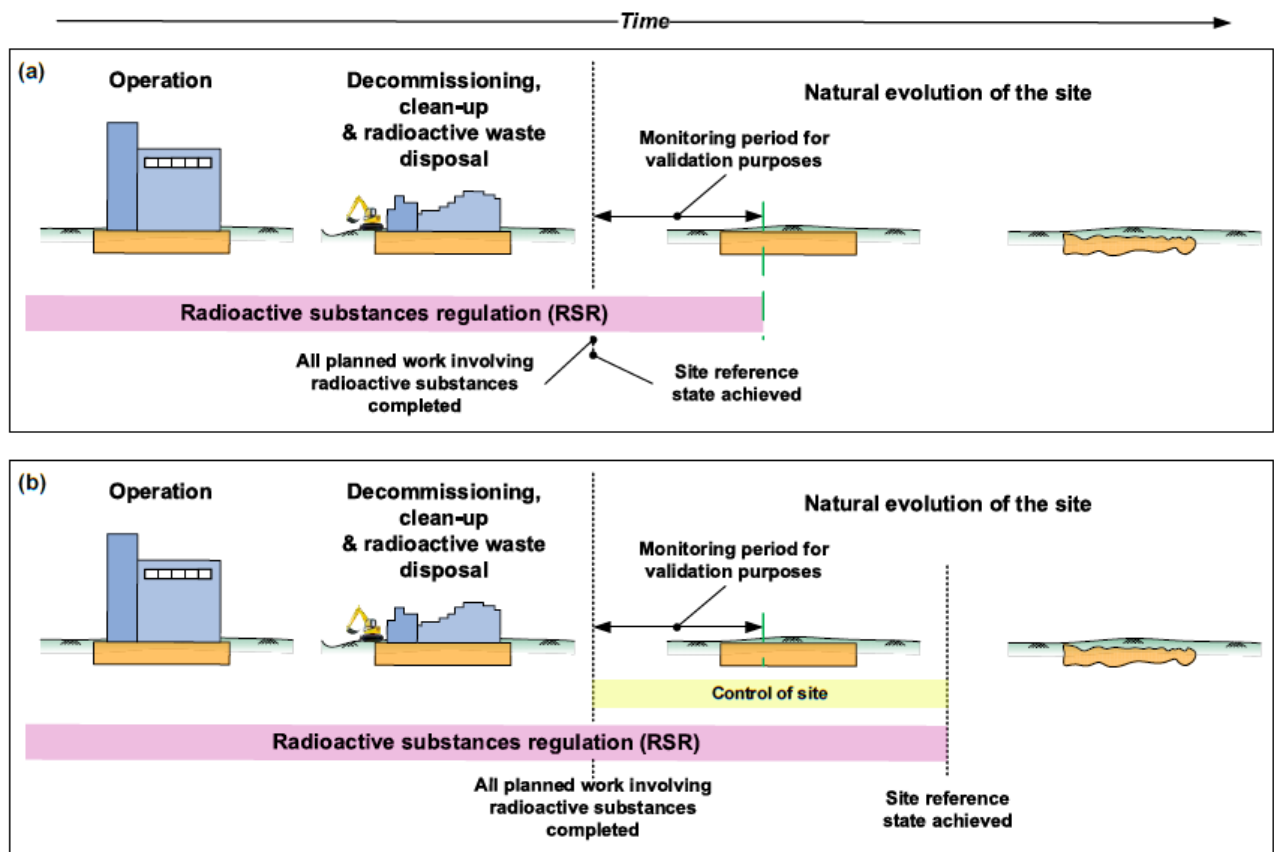 Time
(a)
Operation
Decommissioning,
clean-up
& radioactive waste
disposal
Natural evolution of the site
Monitoring period for
validation purposes
Radioactive substances regulation (RSR)
All planned work involving
radioactive substances
completed
Site reference
state achieved
(b)
Operation
Decommissioning,
clean-up
& radioactive waste
disposal
Natural evolution of the site
Monitoring period for
validation purposes
Control of site
Radioactive substances regulation (RSR)
All planned work involving
radioactive substances
completed
Site reference
state achieved